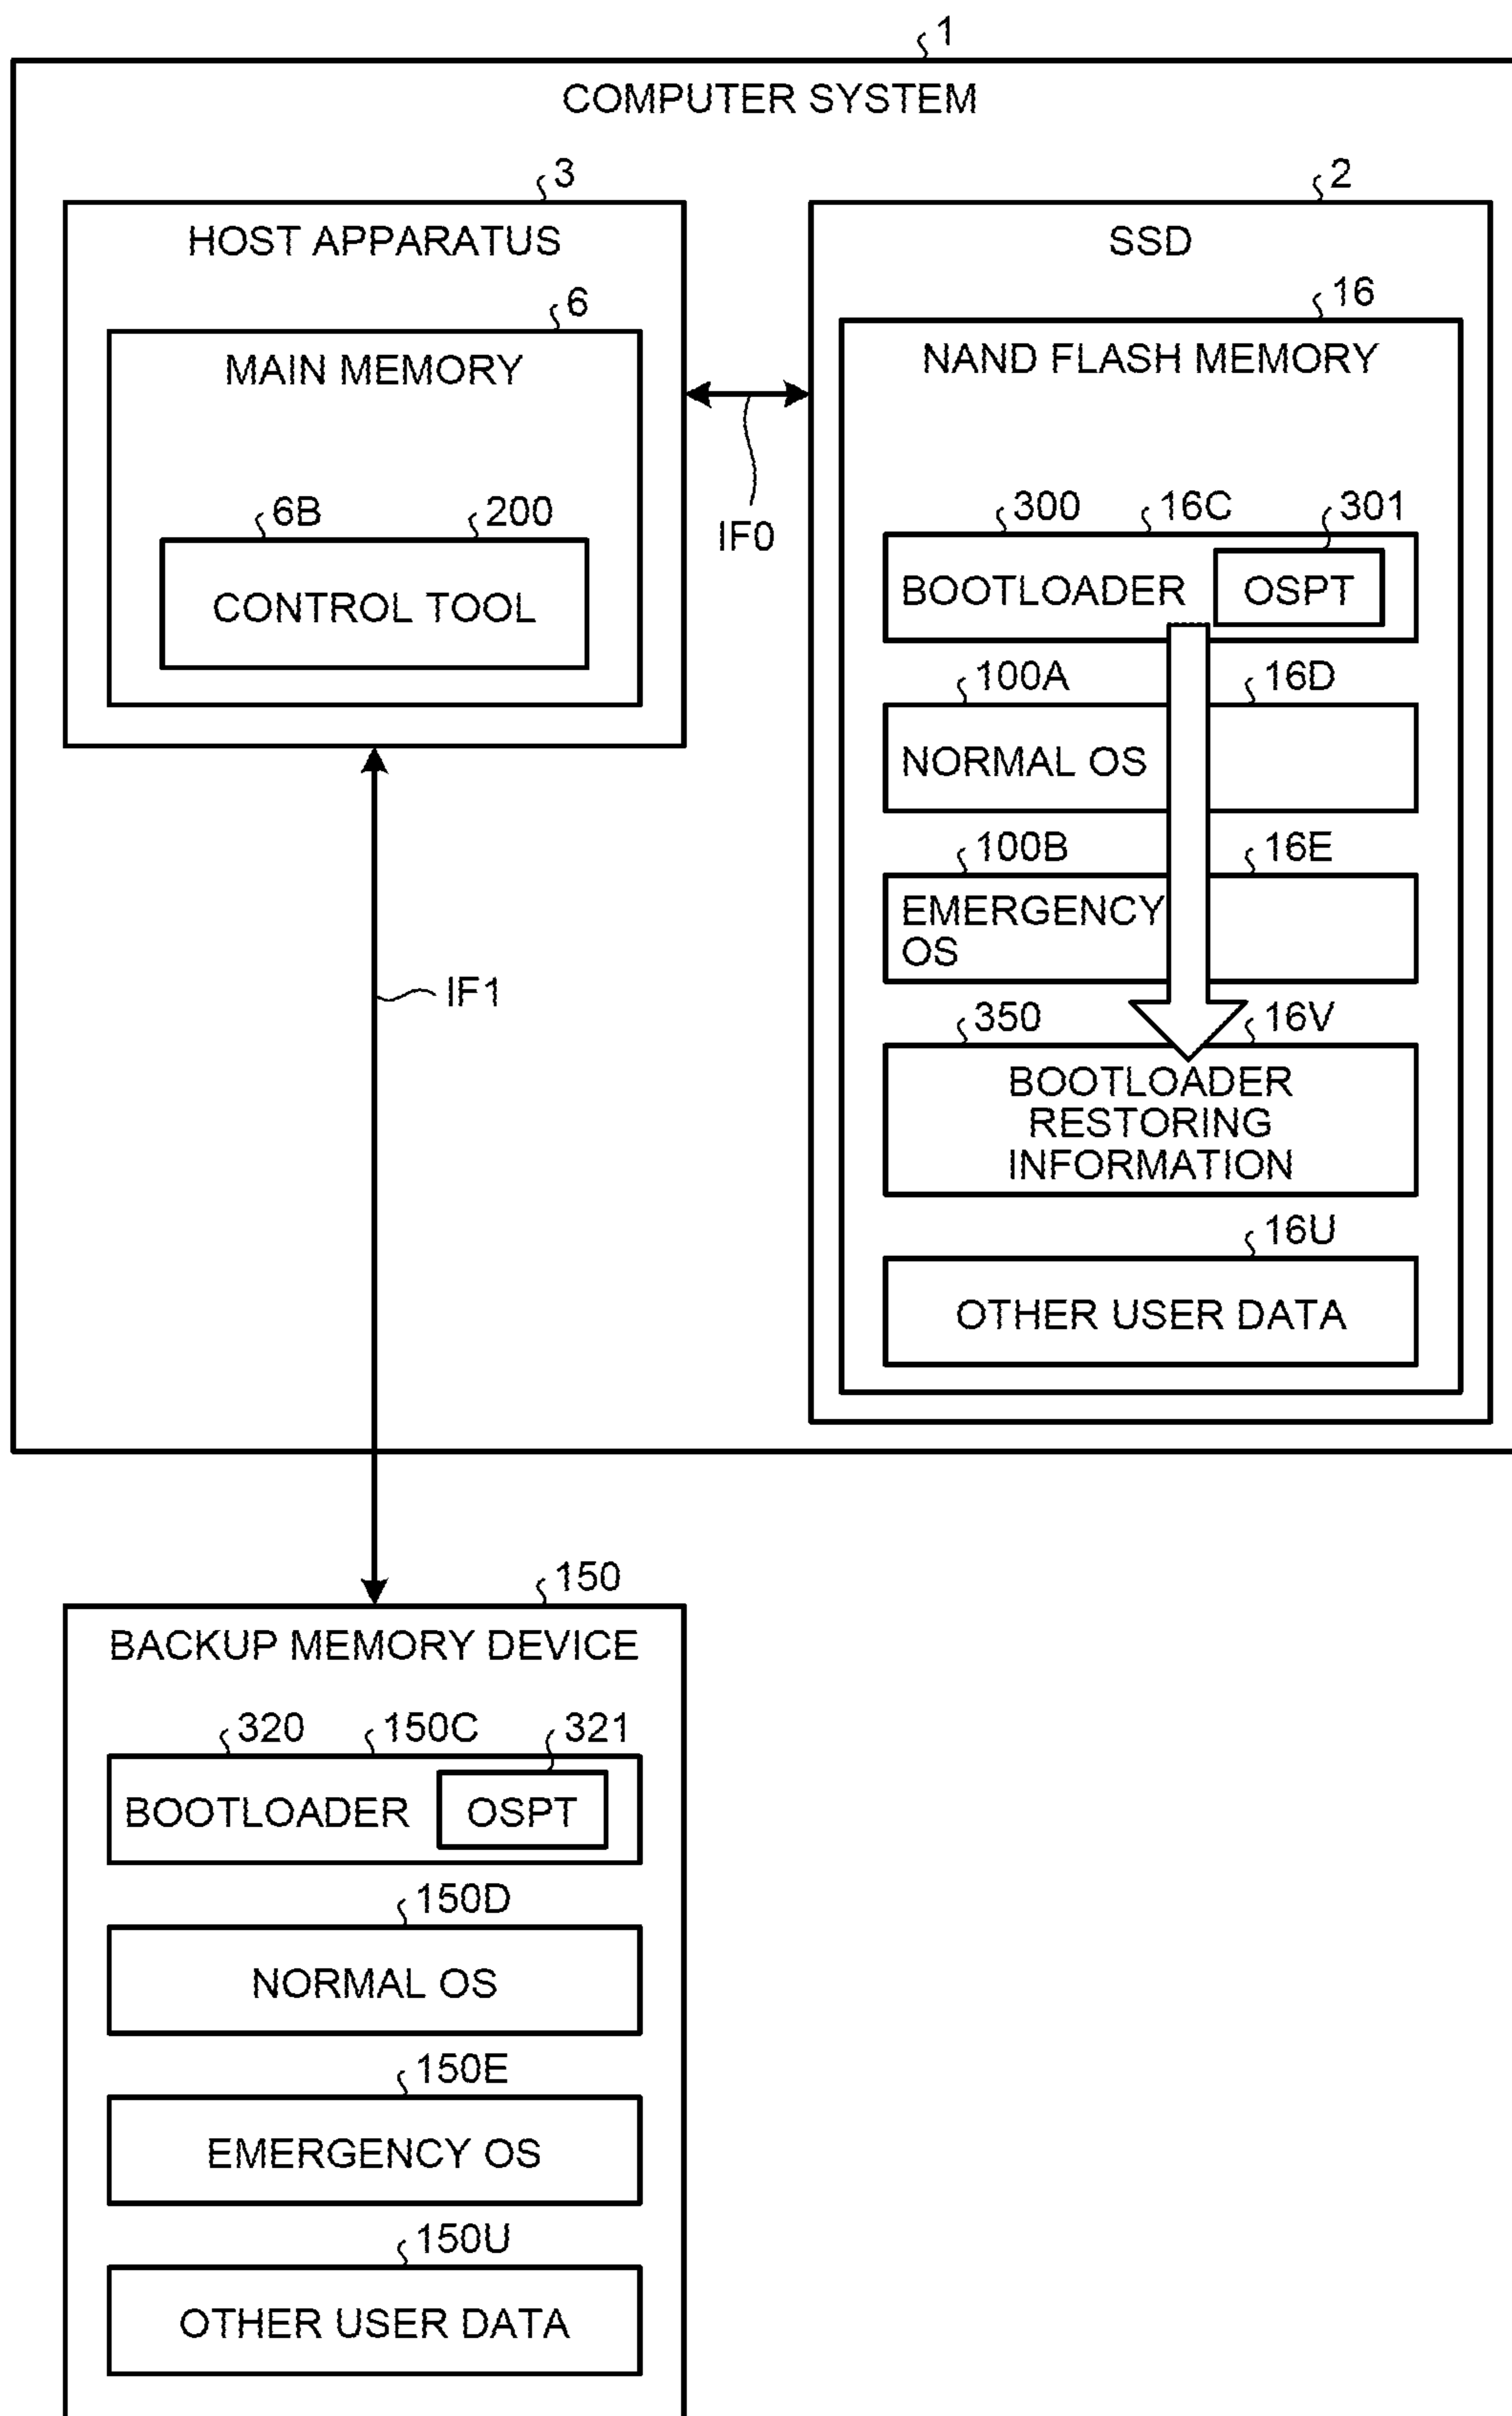 1
COMPUTER SYSTEM
3
HOST APPARATUS
6
MAIN MEMORY
6B 200
CONTROL TOOL
IF0
2
SSD
16
NAND FLASH MEMORY
300 16C 301
BOOTLOADER OSPT
100A 16D
NORMAL OS
100B 16E
EMERGENCY
OS
350 16V
BOOTLOADER
RESTORING
INFORMATION
16U
OTHER USER DATA
IF1
150
BACKUP MEMORY DEVICE
320 150C 321
BOOTLOADER OSPT
150D
NORMAL OS
150E
EMERGENCY OS
150U
OTHER USER DATA